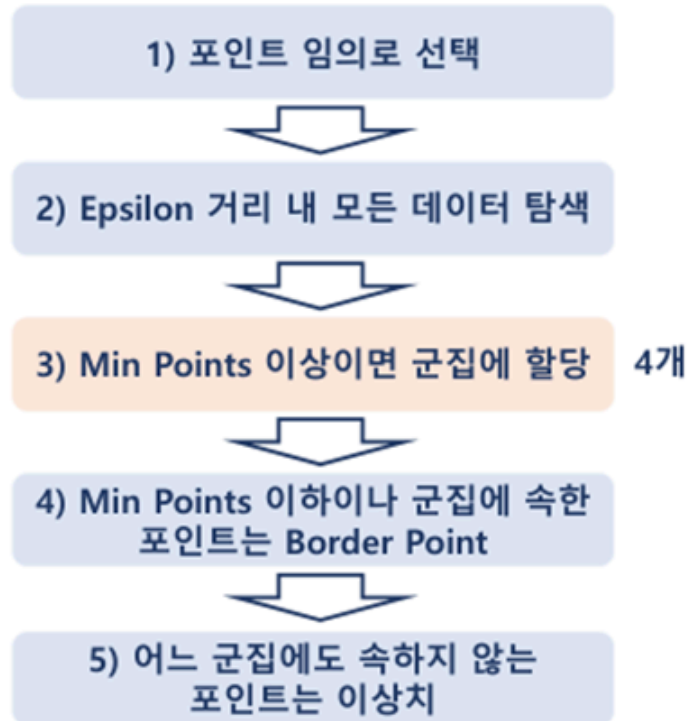 1) 포인트 임의로 선택
2) Epsilon 거리 내 모든 데이터 탐색
3) Min Points 이상이면 군집에 할당
4개
4) Min Points 이하이나 군집에 속한
포인트는 Border Point
5) 어느 군집에도 속하지 않는
포인트는 이상치